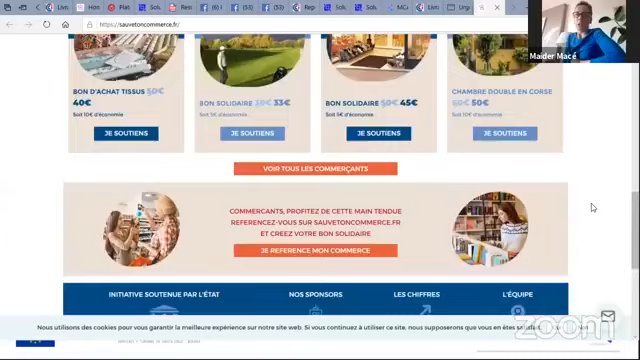 https://sauvetoncommerce.fr/
Maider Macé
BON D'ACHAT TISSUS 50€
40€
Soit 10€ d'économie
JE SOUTIENS
BON SOLIDAIRE 38€ 33€
Soit 5€ d'économie
JE SOUTIENS
BON SOLIDAIRE 50€ 45€
Soit 5€ d'économie
JE SOUTIENS
CHAMBRE DOUBLE EN CORSE
50€
JE SOUTIENS
VOIR TOUS LES COMMERÇANTS
COMMERCANTS, PROFITEZ DE CETTE MAIN TENDUE
REFERENCEZ-VOUS SUR SAUVETONCOMMERCE.FR
ET CREEZ VOTRE BON SOLIDAIRE
JE REFERENCE MON COMMERCE
INITIATIVE SOUTENUE PAR L'ÉTAT
NOS SPONSORS
LES CHIFFRES
L'ÉQUIPE
Nous utilisons des cookies pour vous garantir la meilleure expérience sur notre site web. Si vous continuez à utiliser ce site, nous supposerons que vous en êtes satisfait.
zoom